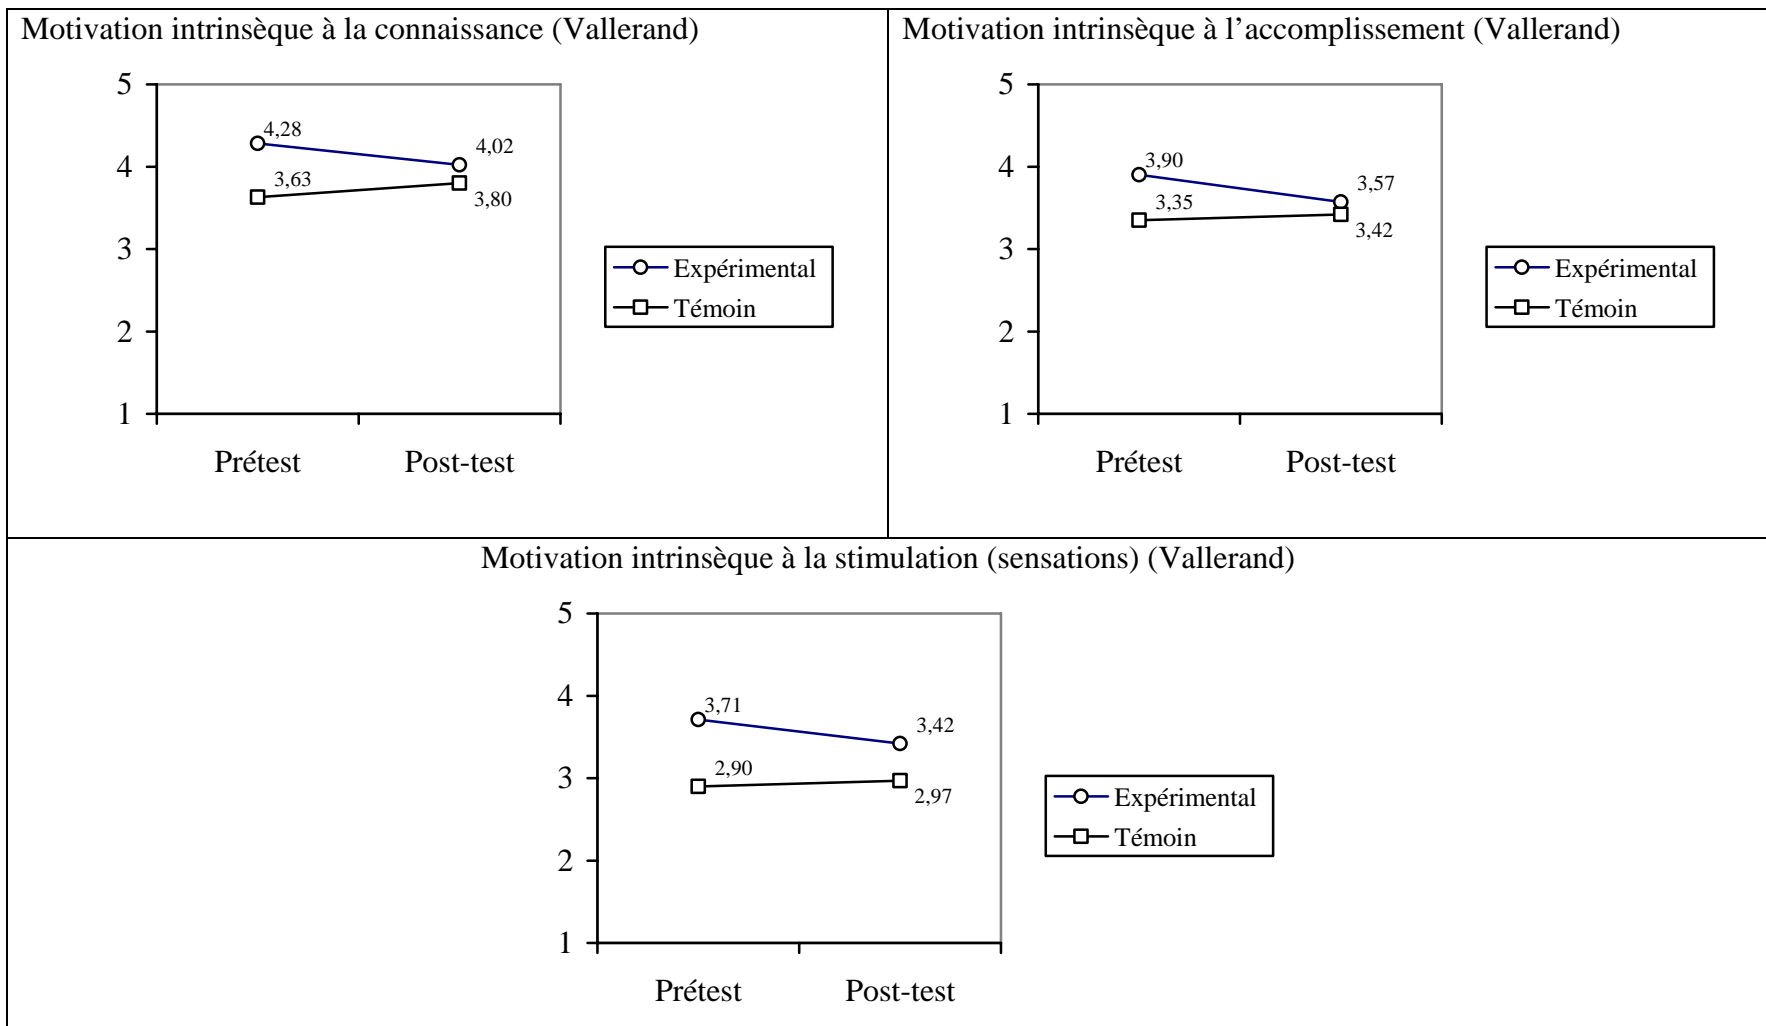 Motivation intrinsèque à la connaissance (Vallerand)
5
4
3
2
1
4,28
4,02
3,63
3,80
Prétest
Post-test
Expérimental
Témoin
Motivation intrinsèque à l’accomplissement (Vallerand)
5
4
3
2
1
3,90
3,57
3,35
3,42
Prétest
Post-test
Expérimental
Témoin
Motivation intrinsèque à la stimulation (sensations) (Vallerand)
5
4
3
2
1
3,71
3,42
2,90
2,97
Prétest
Post-test
Expérimental
Témoin